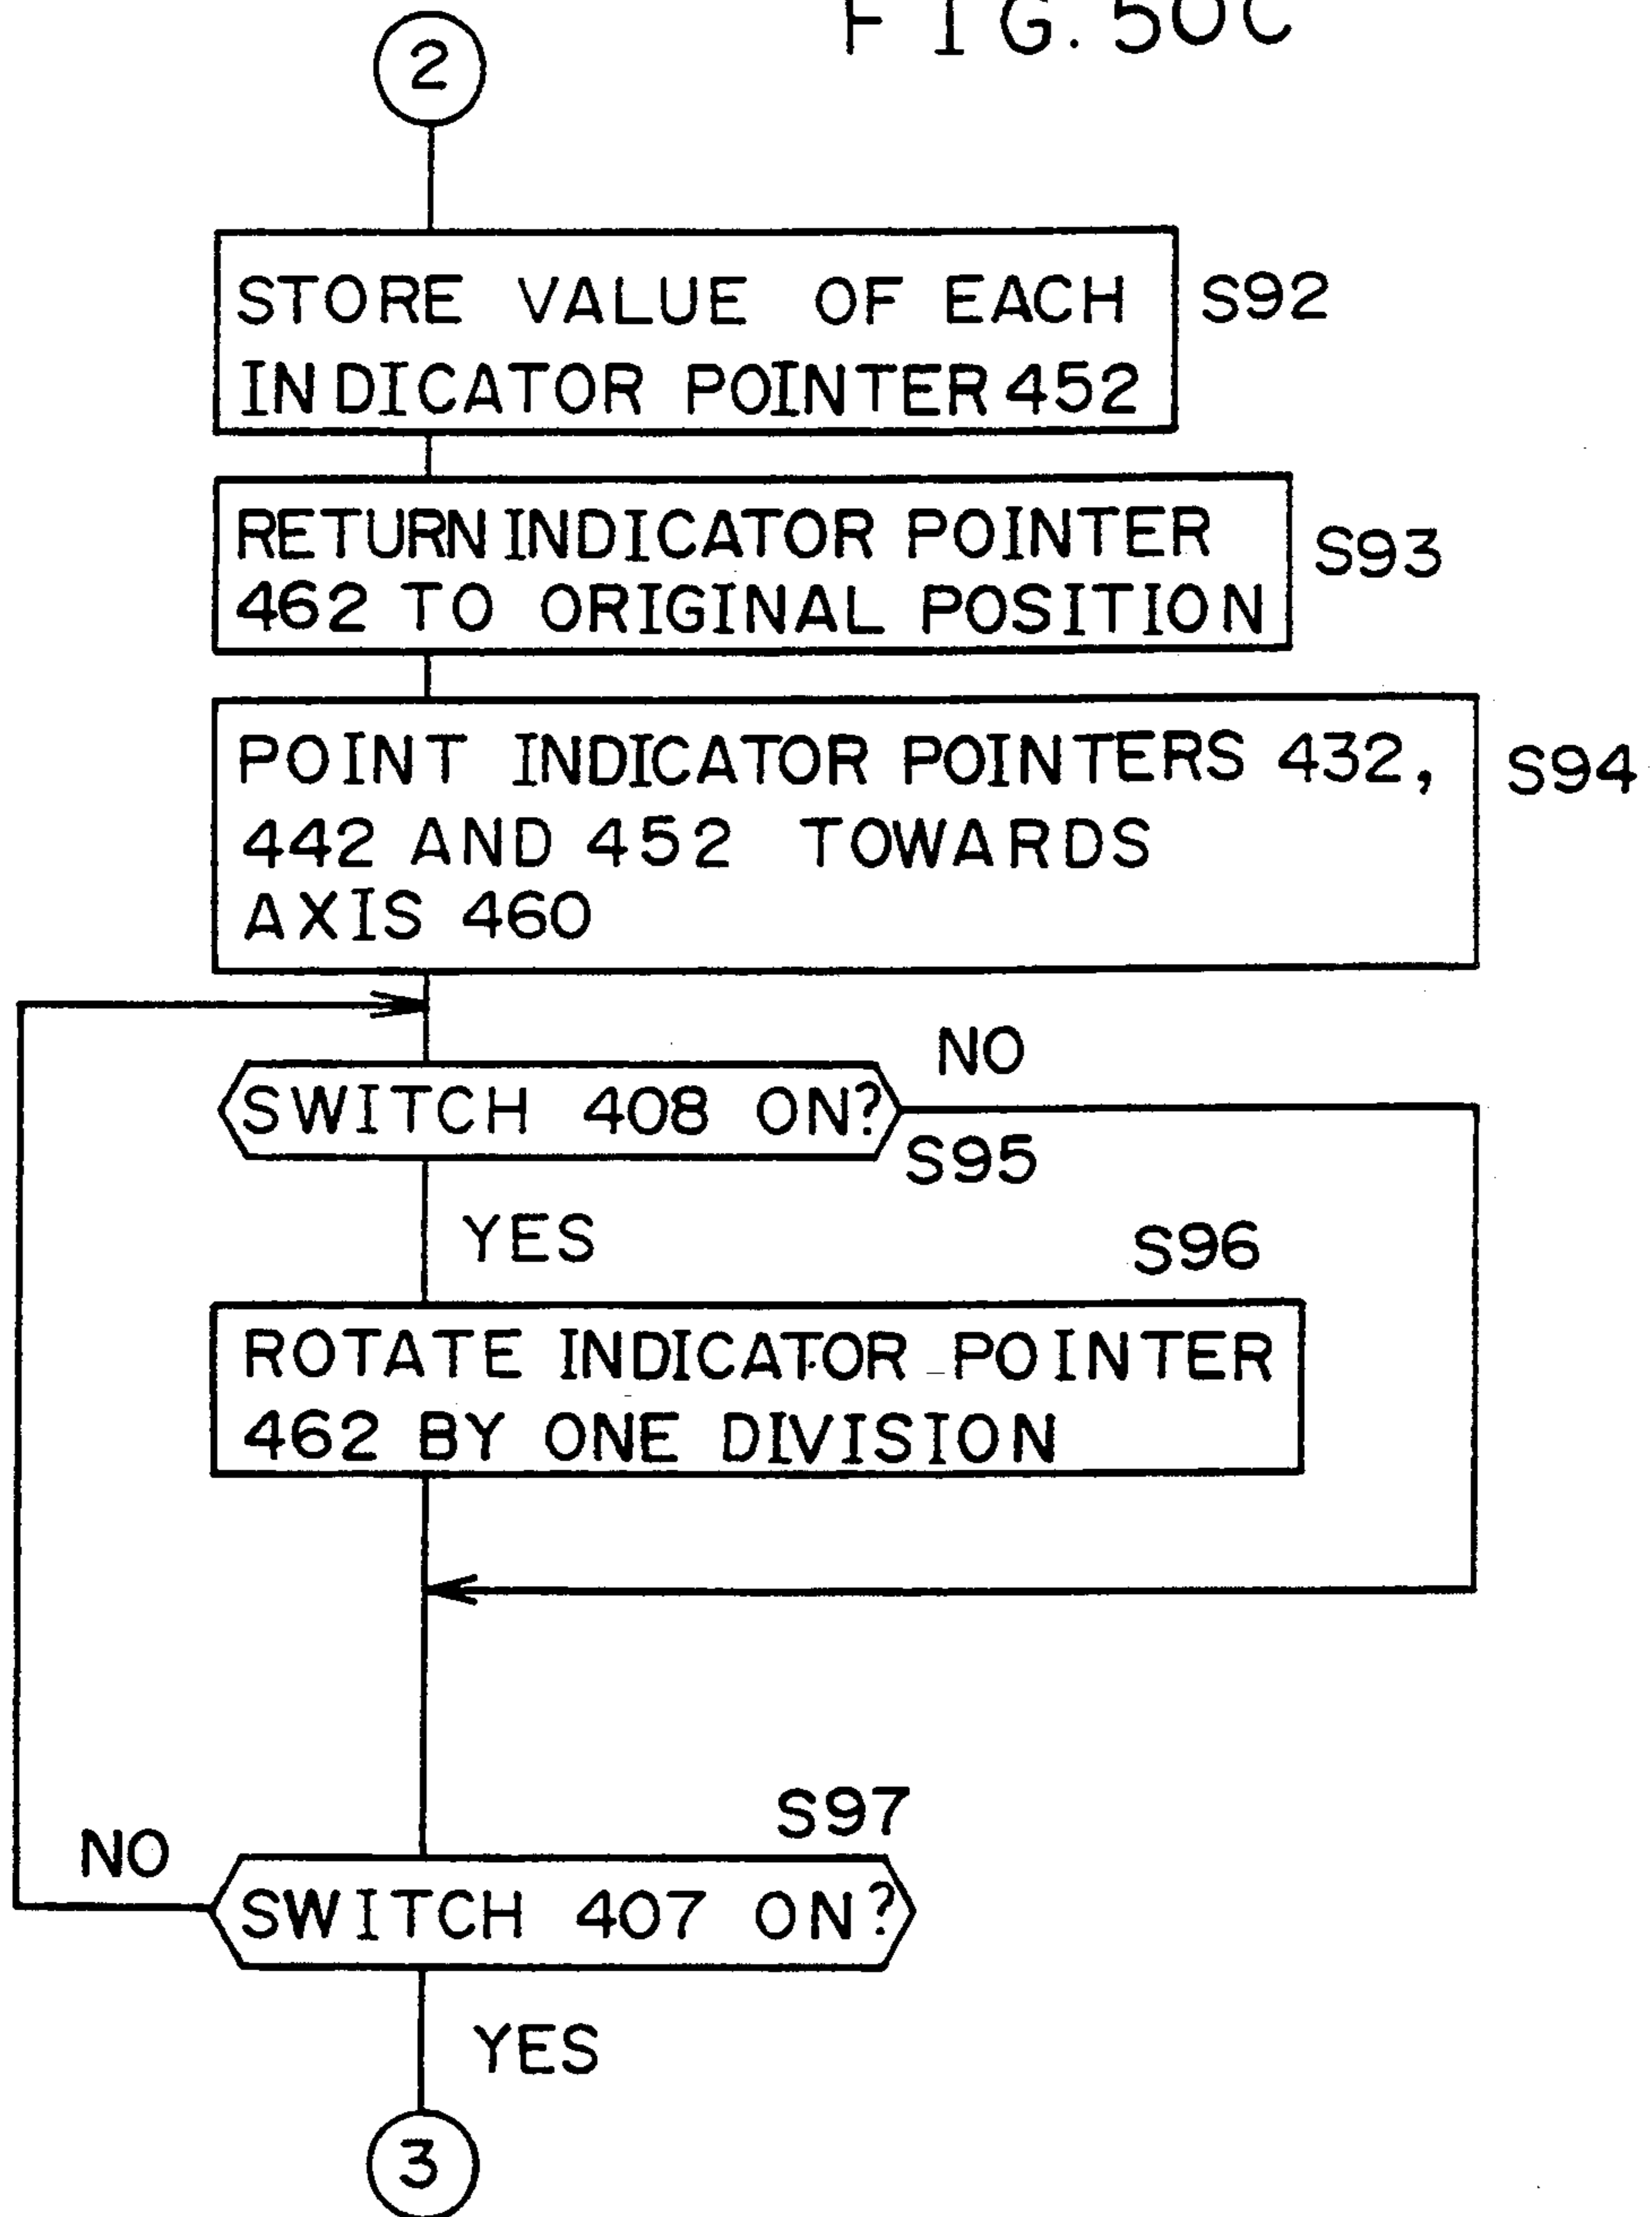 FIG. 50C
2
STORE VALUE OF EACH
INDICATOR POINTER 452
S92
RETURN INDICATOR POINTER
462 TO ORIGINAL POSITION
S93
POINT INDICATOR POINTERS 432,
442 AND 452 TOWARDS
AXIS 460
S94
NO
SWITCH 408 ON?
S95
YES
S96
ROTATE INDICATOR POINTER
462 BY ONE DIVISION
S97
NO
SWITCH 407 ON?
YES
3